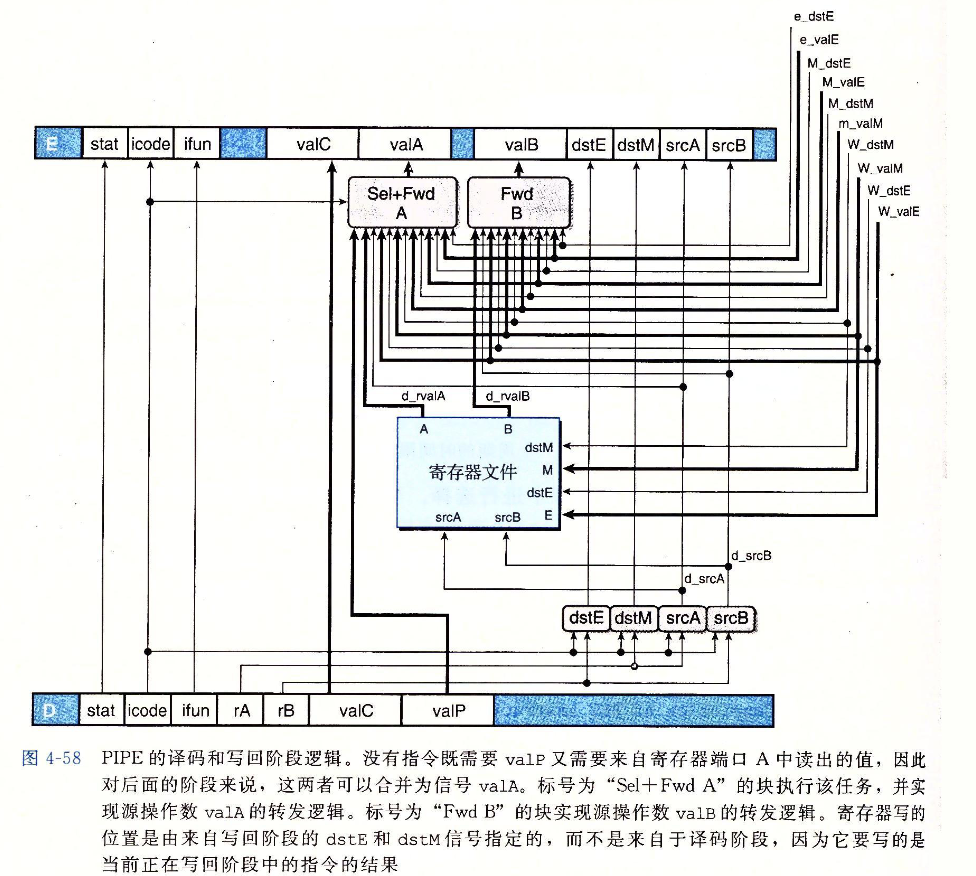 e_dstE
e_valE
M_dstE
M_valE
M_dstM
m_valM
W_dstM
W_valM
W_dstE
W_valE
E stat icode ifun valC valA valB dstE dstM srcA srcB
Sel+Fwd
A
Fwd
B
d_rvalA d_rvalB
A B
dstM
寄存器文件 M
dstE
srcA srcB E
d_srcB
d_srcA
dstE dstM srcA srcB
D stat icode ifun rA rB valC valP
图 4-58 PIPE 的译码和写回阶段逻辑。没有指令既需要 valP 又需要来自寄存器端口 A 中读出的值，因此
对后面的阶段来说，这两者可以合并为信号 valA。标号为“Sel+Fwd A”的块执行该任务，并实
现源操作数 valA 的转发逻辑。标号为“Fwd B”的块实现源操作数 valB 的转发逻辑。寄存器写的
位置是由来自写回阶段的 dstE 和 dstM 信号指定的，而不是来自于译码阶段，因为它要写的是
当前正在写回阶段中的指令的结果